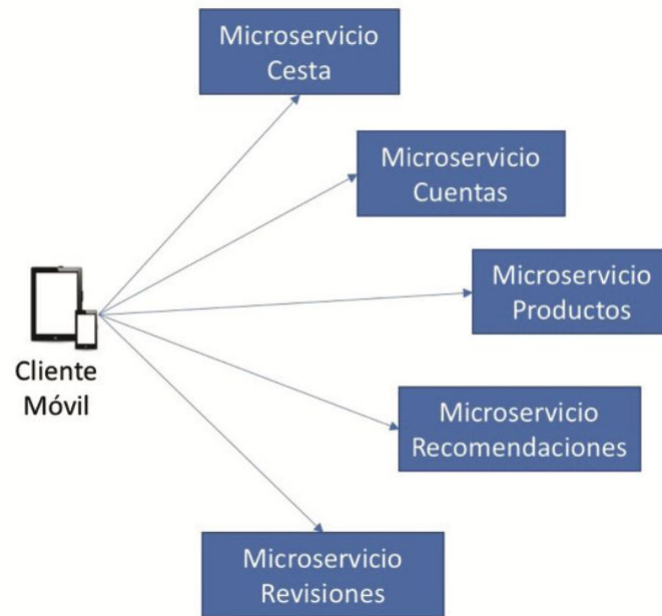 Microservicio
Cesta
Microservicio
Cuentas
Microservicio
Productos
Cliente
Móvil
Microservicio
Recomendaciones
Microservicio
Revisiones